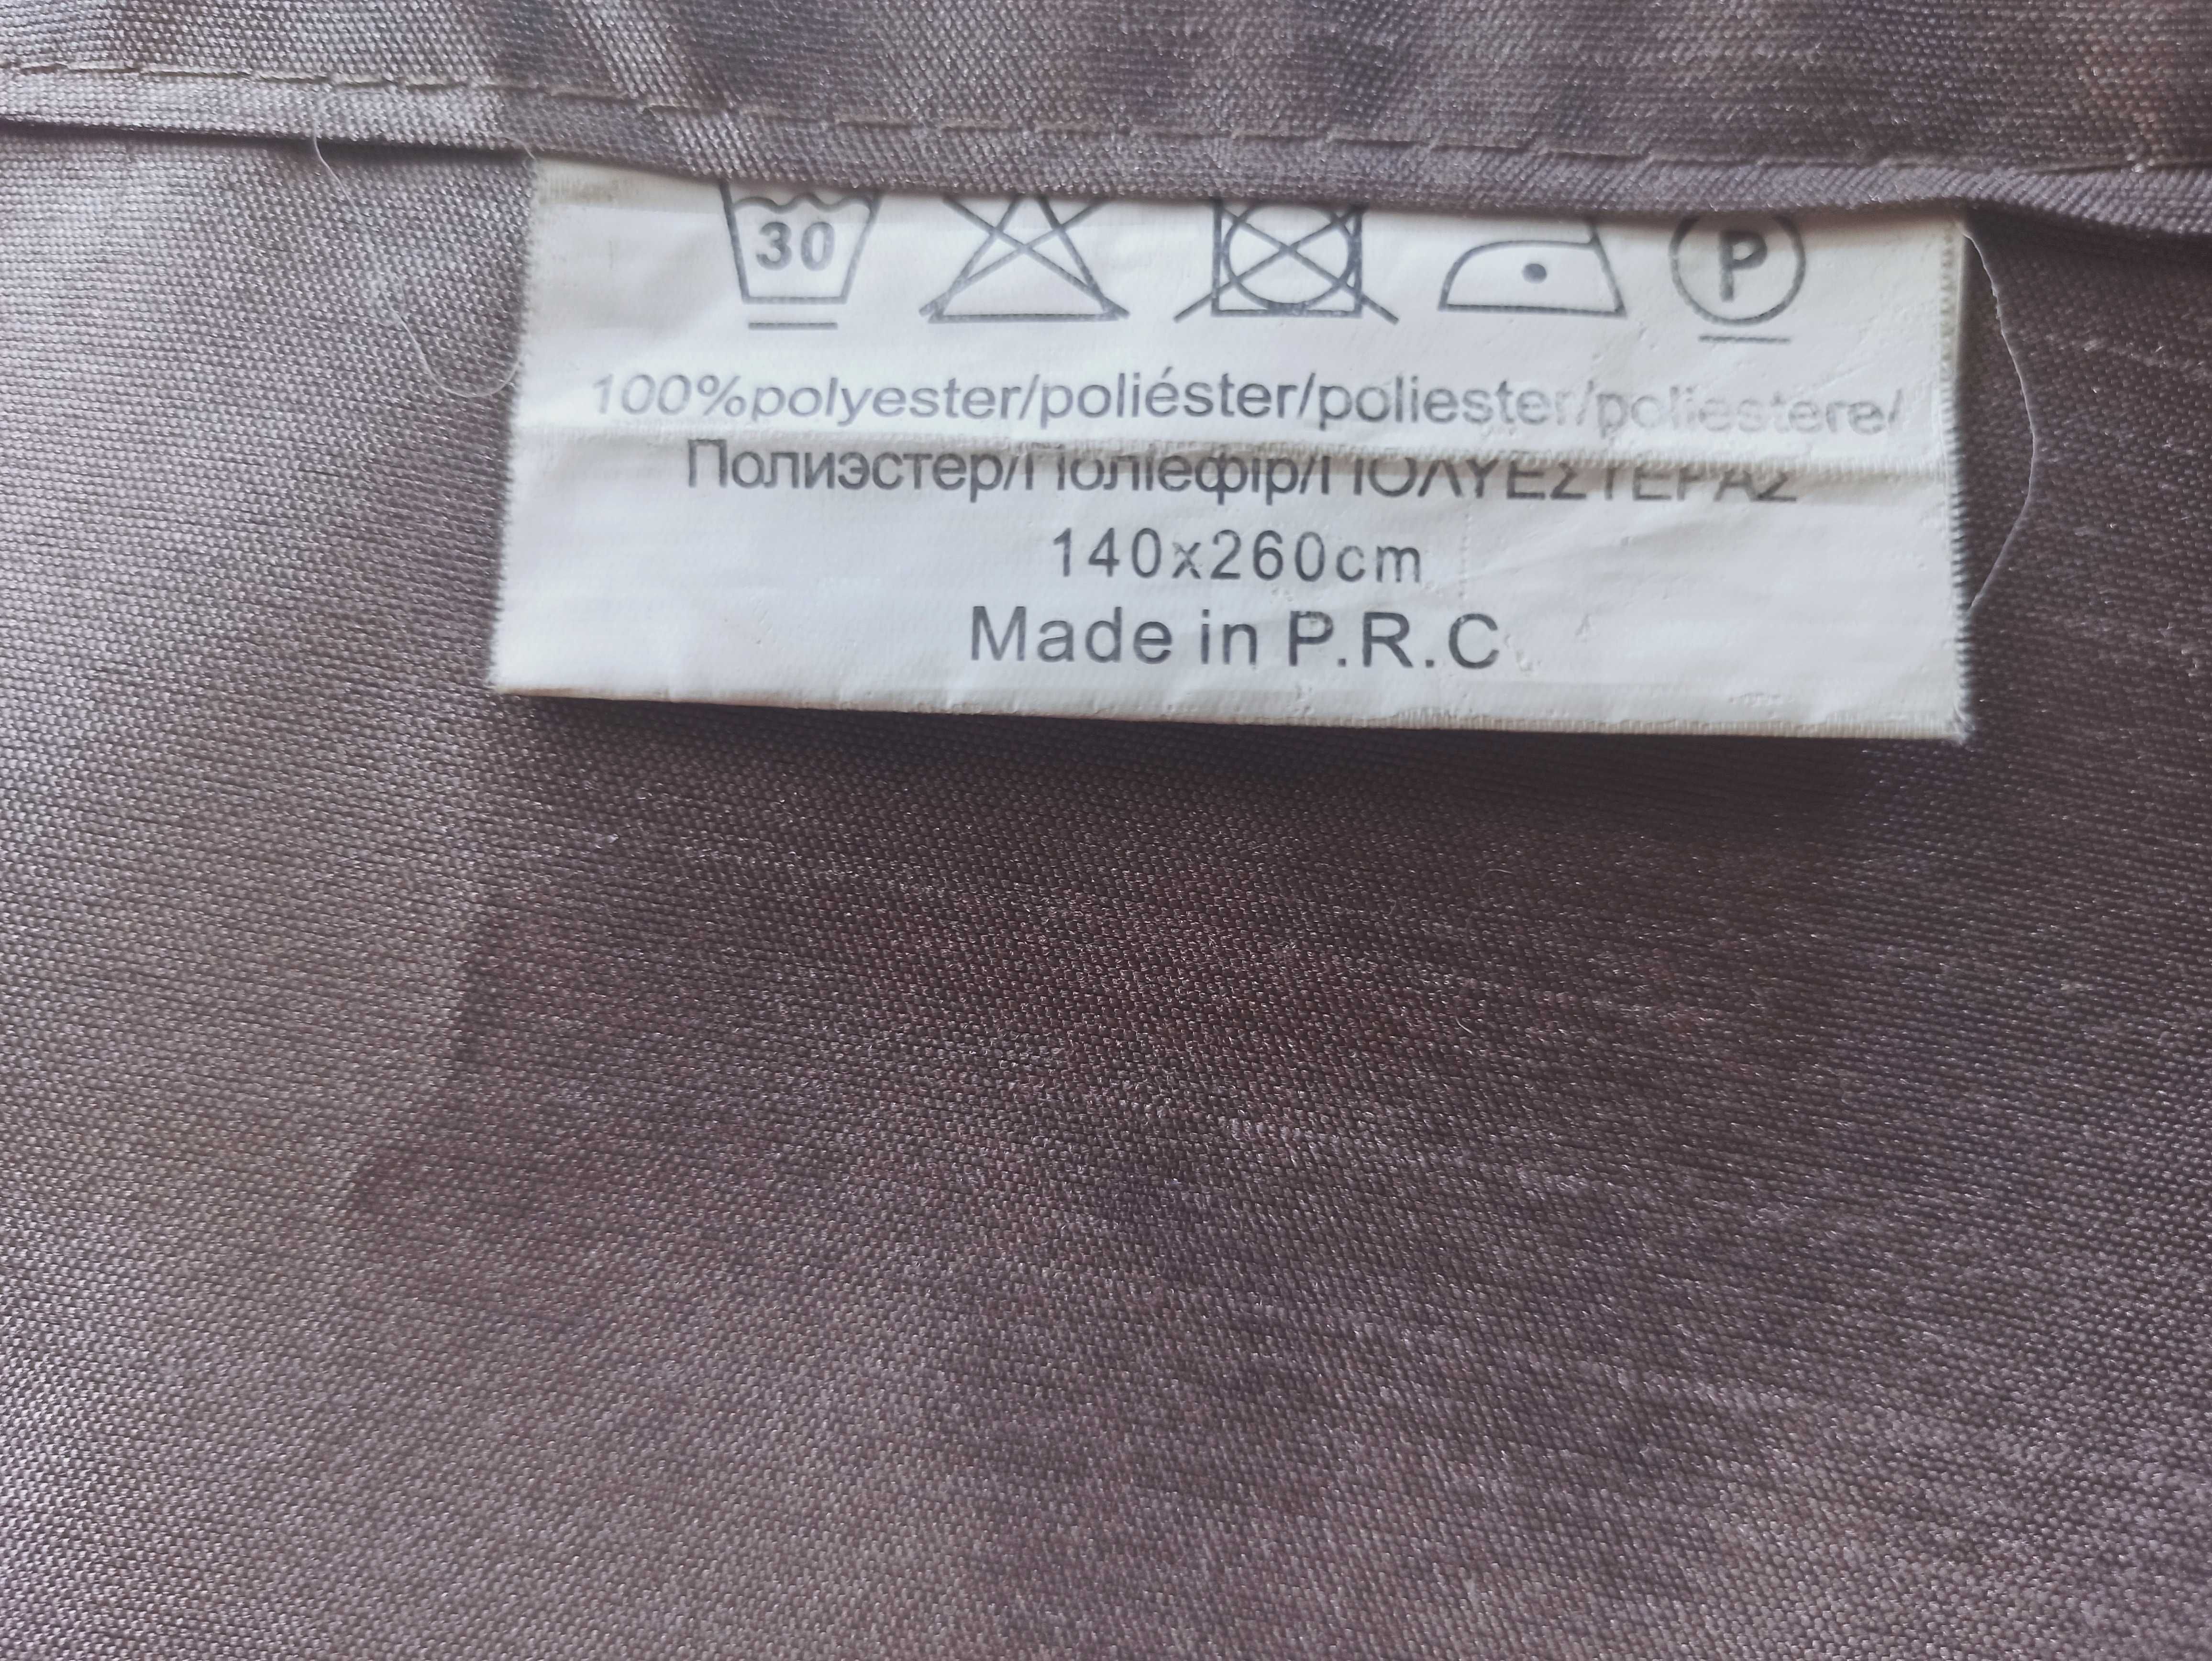 30 P
100%polyester/poliéster/poliester/poliestere/
Полиэстер/Поліефір/ΠΟΛΥΕΣΤΕΡΑΣ
140x260cm
Made in P.R.C